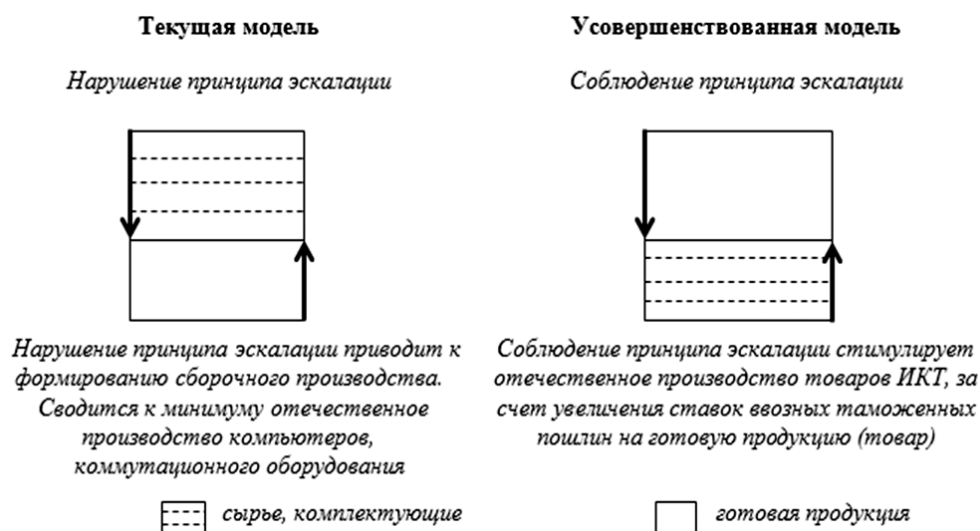 Текущая модель
Нарушение принципа эскалации
Нарушение принципа эскалации приводит к
формированию сборочного производства.
Сводится к минимуму отечественное
производство компьютеров,
коммутационного оборудования
сырье, комплектующие
Усовершенствованная модель
Соблюдение принципа эскалации
Соблюдение принципа эскалации стимулирует
отечественное производство товаров ИКТ, за
счет увеличения ставок ввозных таможенных
пошлин на готовую продукцию (товар)
готовая продукция